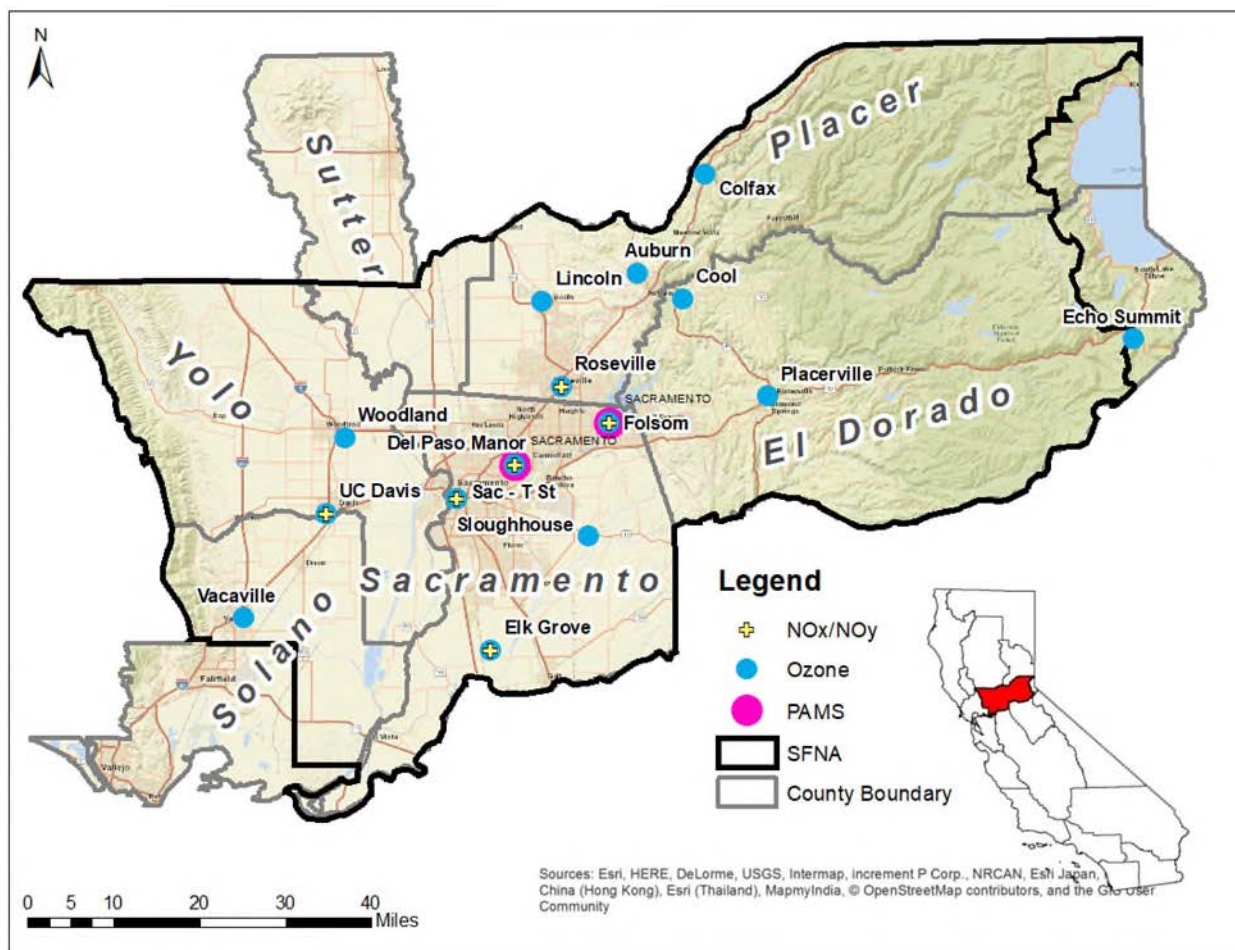 N
Sutter
Placer
Colfax
Auburn
Lincoln
Cool
Echo Summit
Yolo
Roseville
Placerville
Woodland
SACRAMENTO
Folsom
El Dorado
Del Paso Manor
SACRAMENTO
UC Davis
Sac - T St
Sloughhouse
Sacramento
Vacaville
Solano
Elk Grove
Fairfield
Vallejo
Legend
NOx/NOy
Ozone
PAMS
SFNA
County Boundary
Sources: Esri, HERE, DeLorme, USGS, Intermap, increment P Corp., NRCAN, Esri Japan,
China (Hong Kong), Esri (Thailand), MapmyIndia, © OpenStreetMap contributors, and the GIS User
Community
0 5 10 20 30 40
Miles